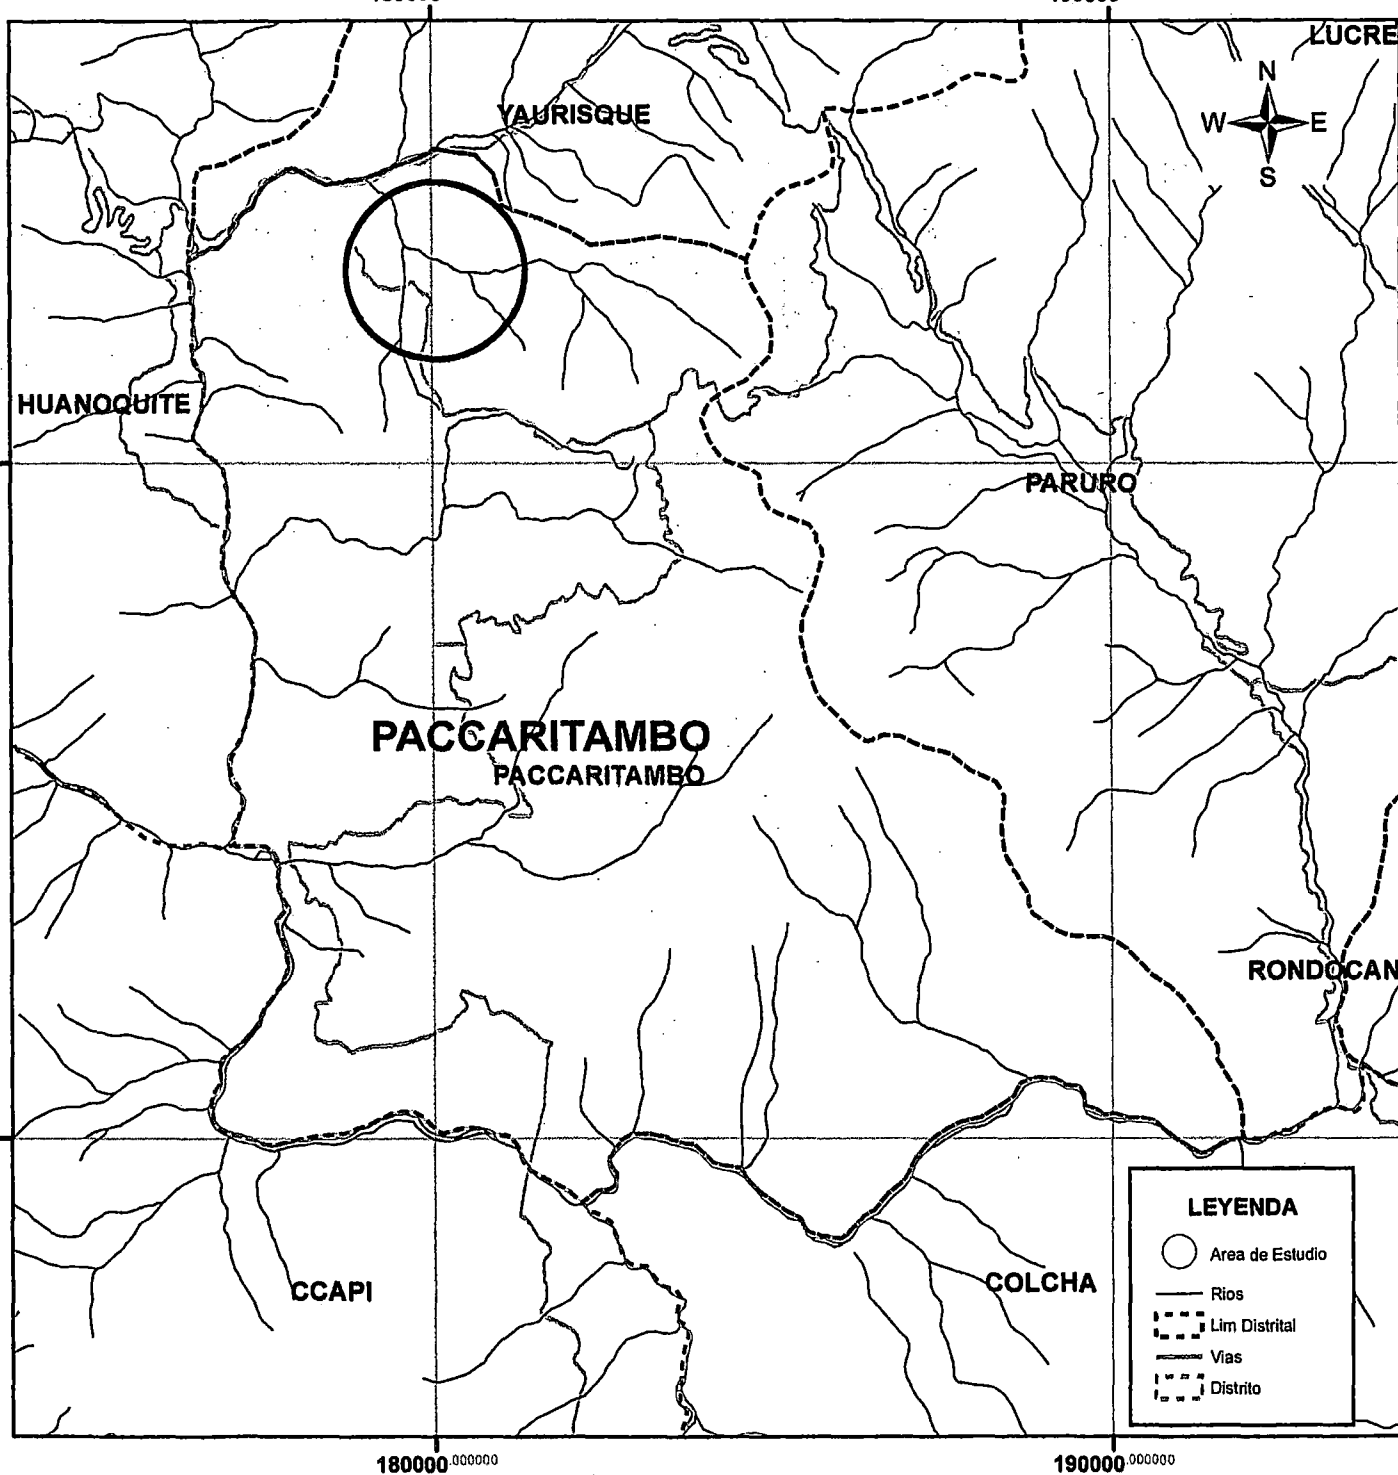 LUCRE
N
W E
S
YAURISQUE
HUANOQUITE
PARURO
PACCARITAMBO
PACCARITAMBO
RONDOCAN
CCAPI
COLCHA
LEYENDA
Area de Estudio
Rios
Lim Distrital
Vias
Distrito
180000.000000
190000.000000